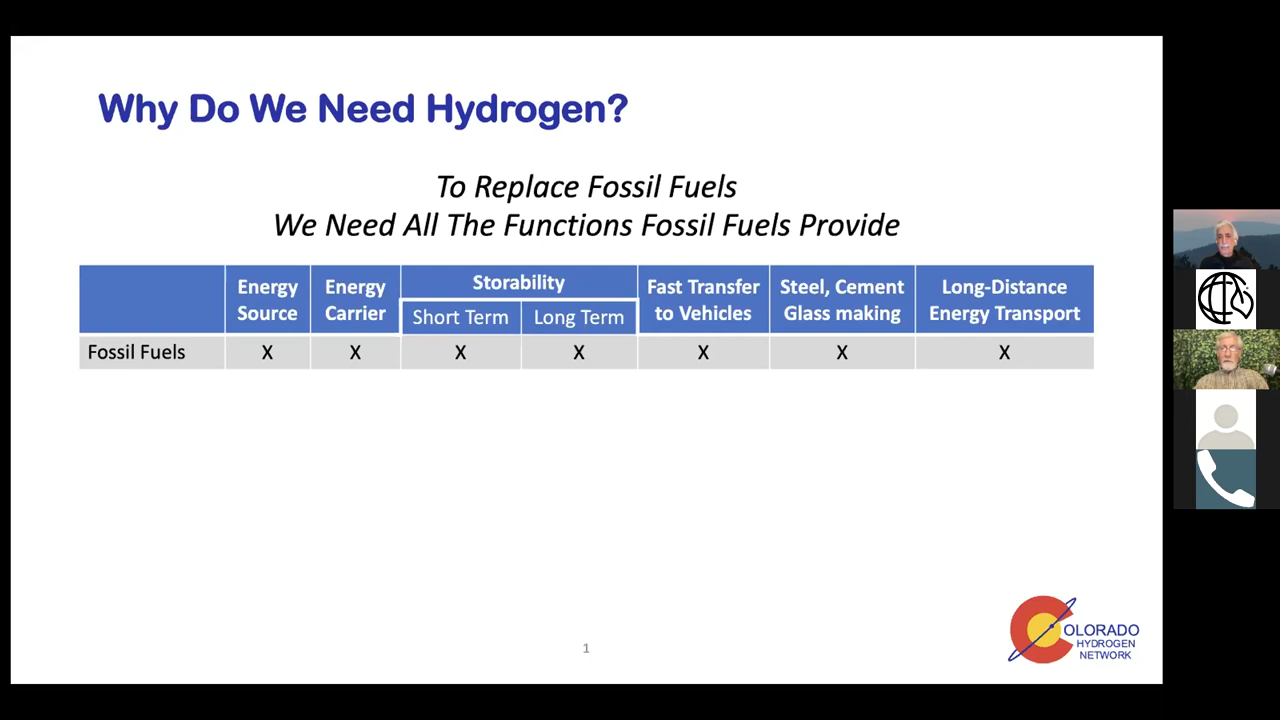 Why Do We Need Hydrogen?
To Replace Fossil Fuels
We Need All The Functions Fossil Fuels Provide
Energy Source
Energy Carrier
Storability
Short Term
Long Term
Fast Transfer to Vehicles
Steel, Cement Glass making
Long-Distance Energy Transport
Fossil Fuels X X X X X X X
1
COLORADO
HYDROGEN
NETWORK